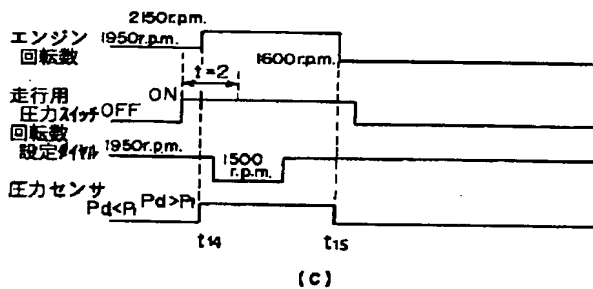 2150r.p.m.
エンジン 1950r.p.m.
回転数
1600r.p.m.
t=2
走行用 ON
圧力スイッチ OFF
回転数
設定ダイヤル 1950r.p.m.
1500
r.p.m.
圧力センサ
Pd<P1 Pd>P1
t14 t15
(C)